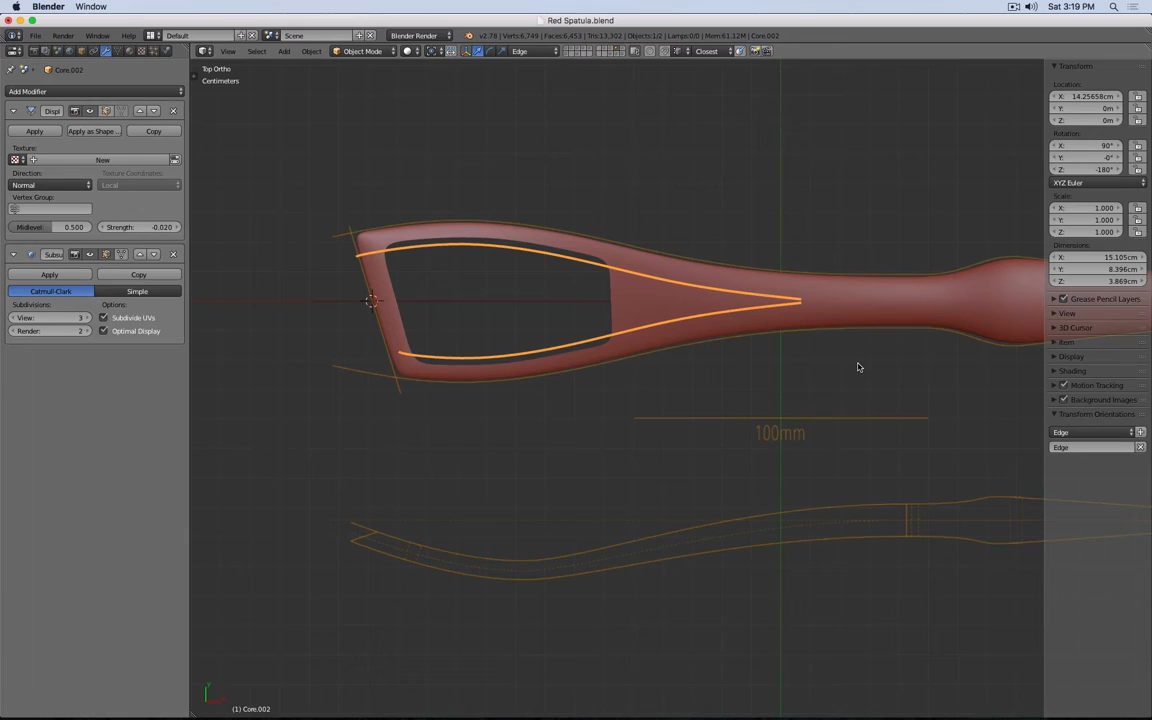 Blender Window Sat 3:19 PM
Red Spatula.blend
File Render Window Help Default Scene Blender Render v2.78 | Verts:6,749 | Faces:6,453 | Tris:13,302 | Objects:1/2 | Lamps:0/0 | Mem:61.12M | Core.002
View Select Add Object Object Mode Edge Closest
Core.002
Add Modifier
Displ
Apply Apply as Shape... Copy
Texture:
New
Direction: Texture Coordinates:
Normal Local
Vertex Group:
Midlevel: 0.500 Strength: -0.020
Subsu
Apply Copy
Catmull-Clark Simple
Subdivisions: Options:
View: 3 Subdivide UVs
Render: 2 Optimal Display
Top Ortho
Centimeters
100mm
(1) Core.002
Transform
Location:
X: 14.25658cm
Y: 0m
Z: 0m
Rotation:
X: 90°
Y: -0°
Z: -180°
XYZ Euler
Scale:
X: 1.000
Y: 1.000
Z: 1.000
Dimensions:
X: 15.105cm
Y: 8.396cm
Z: 3.869cm
Grease Pencil Layers
View
3D Cursor
Item
Display
Shading
Motion Tracking
Background Images
Transform Orientations
Edge
Edge